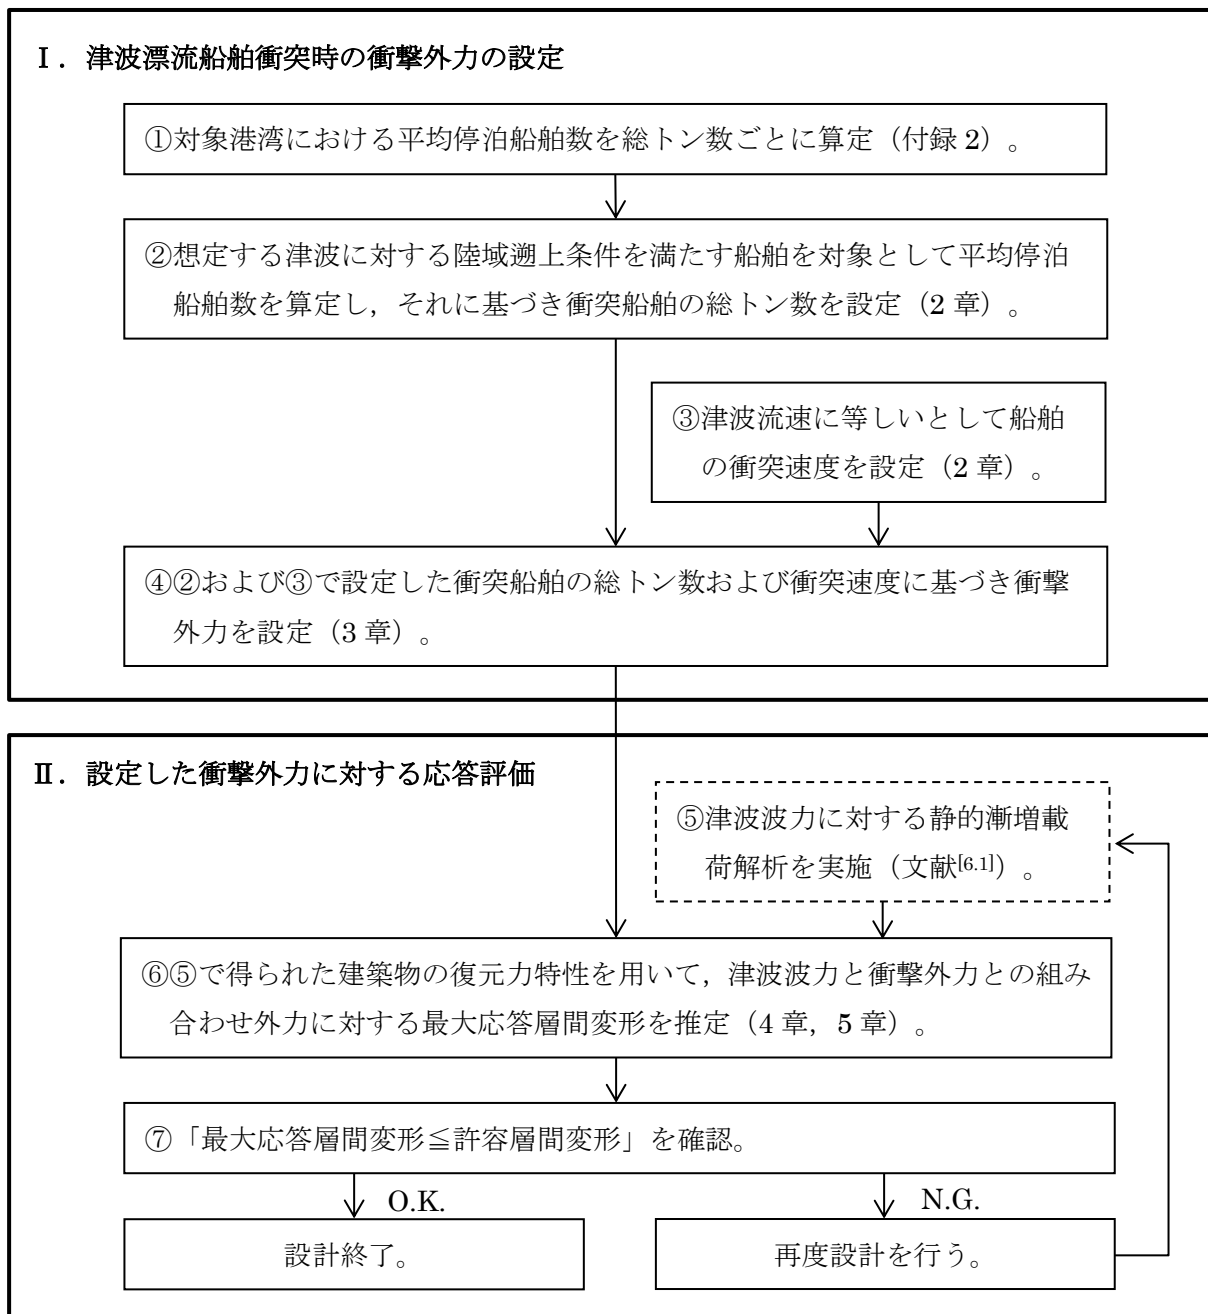 Ⅰ．津波漂流船舶衝突時の衝撃外力の設定
①対象港湾における平均停泊船舶数を総トン数ごとに算定（付録 2）。
②想定する津波に対する陸域遡上条件を満たす船舶を対象として平均停泊
船舶数を算定し，それに基づき衝突船舶の総トン数を設定（2 章）。
③津波流速に等しいとして船舶
の衝突速度を設定（2 章）。
④②および③で設定した衝突船舶の総トン数および衝突速度に基づき衝撃
外力を設定（3 章）。
Ⅱ．設定した衝撃外力に対する応答評価
⑤津波波力に対する静的漸増載
荷解析を実施（文献[6.1]）。
⑥⑤で得られた建築物の復元力特性を用いて，津波波力と衝撃外力との組み
合わせ外力に対する最大応答層間変形を推定（4 章，5 章）。
⑦「最大応答層間変形≦許容層間変形」を確認。
O.K.
N.G.
設計終了。
再度設計を行う。